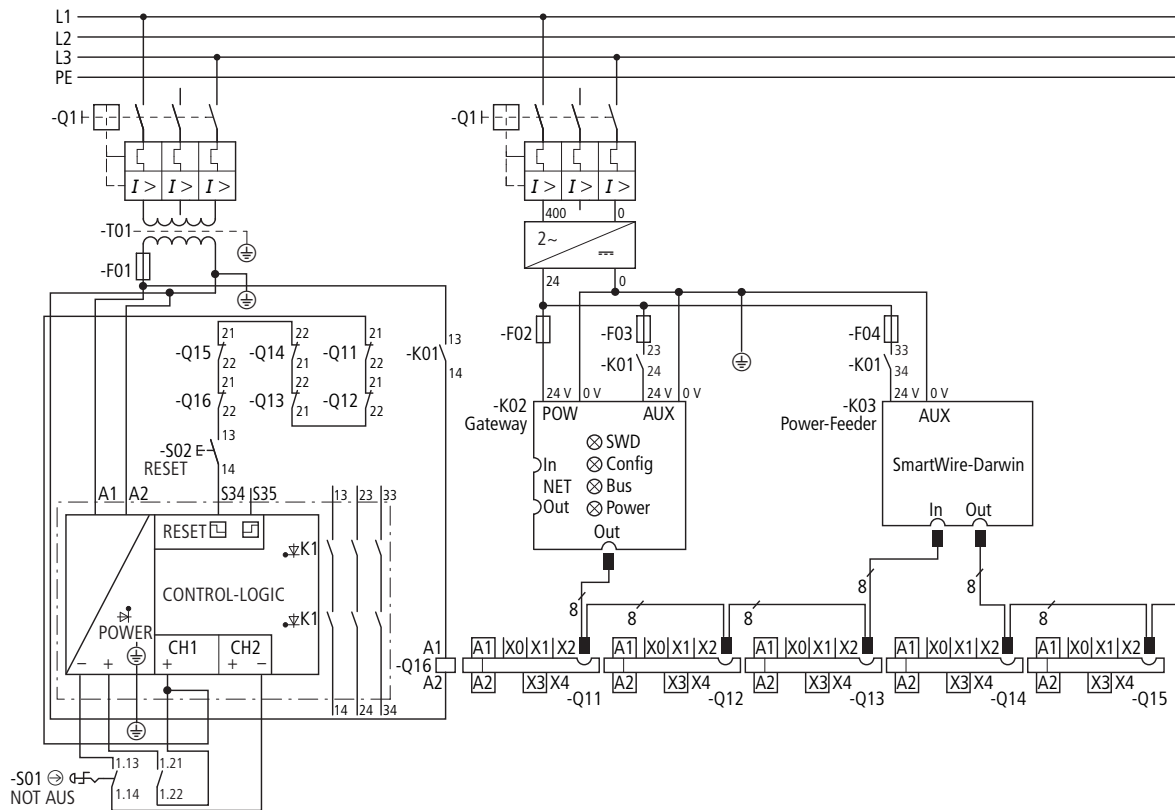 L1
L2
L3
PE
-Q1
-Q1
I > I > I >
I > I > I >
-T01
400 0
2~
24 0
-F01
-F02
-F03
-F04
21 22 21
-Q15 -Q14 -Q11
22 21 22
21 22 21
-Q16 -Q13 -Q12
22 21 22
13
-K01
14
23
-K01
24
33
-K01
34
24 V 0 V 24 V 0 V
24 V 0 V
-K02
Gateway
POW AUX
SWD
Config
Bus
Power
In
NET
Out
Out
-K03
Power-Feeder
AUX
SmartWire-Darwin
In Out
13
-S02
RESET
14
A1 A2 S34 S35
13 23 33
RESET
K1
CONTROL-LOGIC
K1
POWER
CH1 CH2
– + + + –
14 24 34
A1
-Q16
A2
8 8 8 8 8 8
A1 X0 X1 X2
A2 X3 X4
-Q11
A1 X0 X1 X2
A2 X3 X4
-Q12
A1 X0 X1 X2
A2 X3 X4
-Q13
A1 X0 X1 X2
A2 X3 X4
-Q14
A1 X0 X1 X2
A2 X3 X4
-Q15
-S01
NOT AUS
1.13 1.21
1.14 1.22